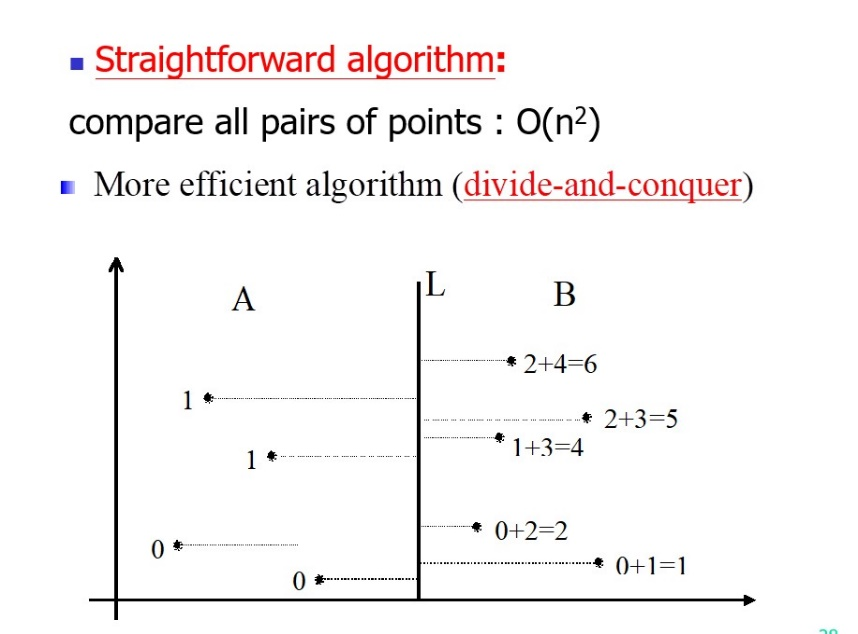 Straightforward algorithm:
compare all pairs of points : O(n²)
More efficient algorithm (divide-and-conquer)
A
L
B
2+4=6
1
2+3=5
1+3=4
1
0+2=2
0
0+1=1
0